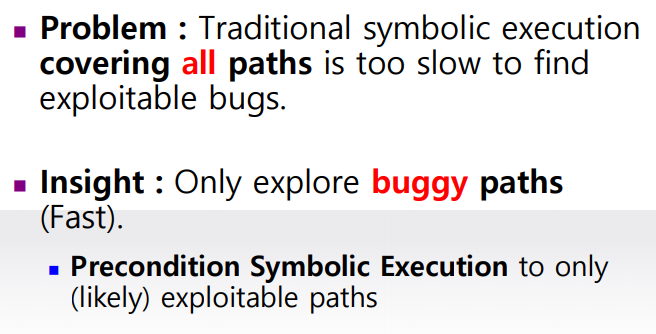 Problem : Traditional symbolic execution
covering all paths is too slow to find
exploitable bugs.
Insight : Only explore buggy paths
(Fast).
Precondition Symbolic Execution to only
(likely) exploitable paths